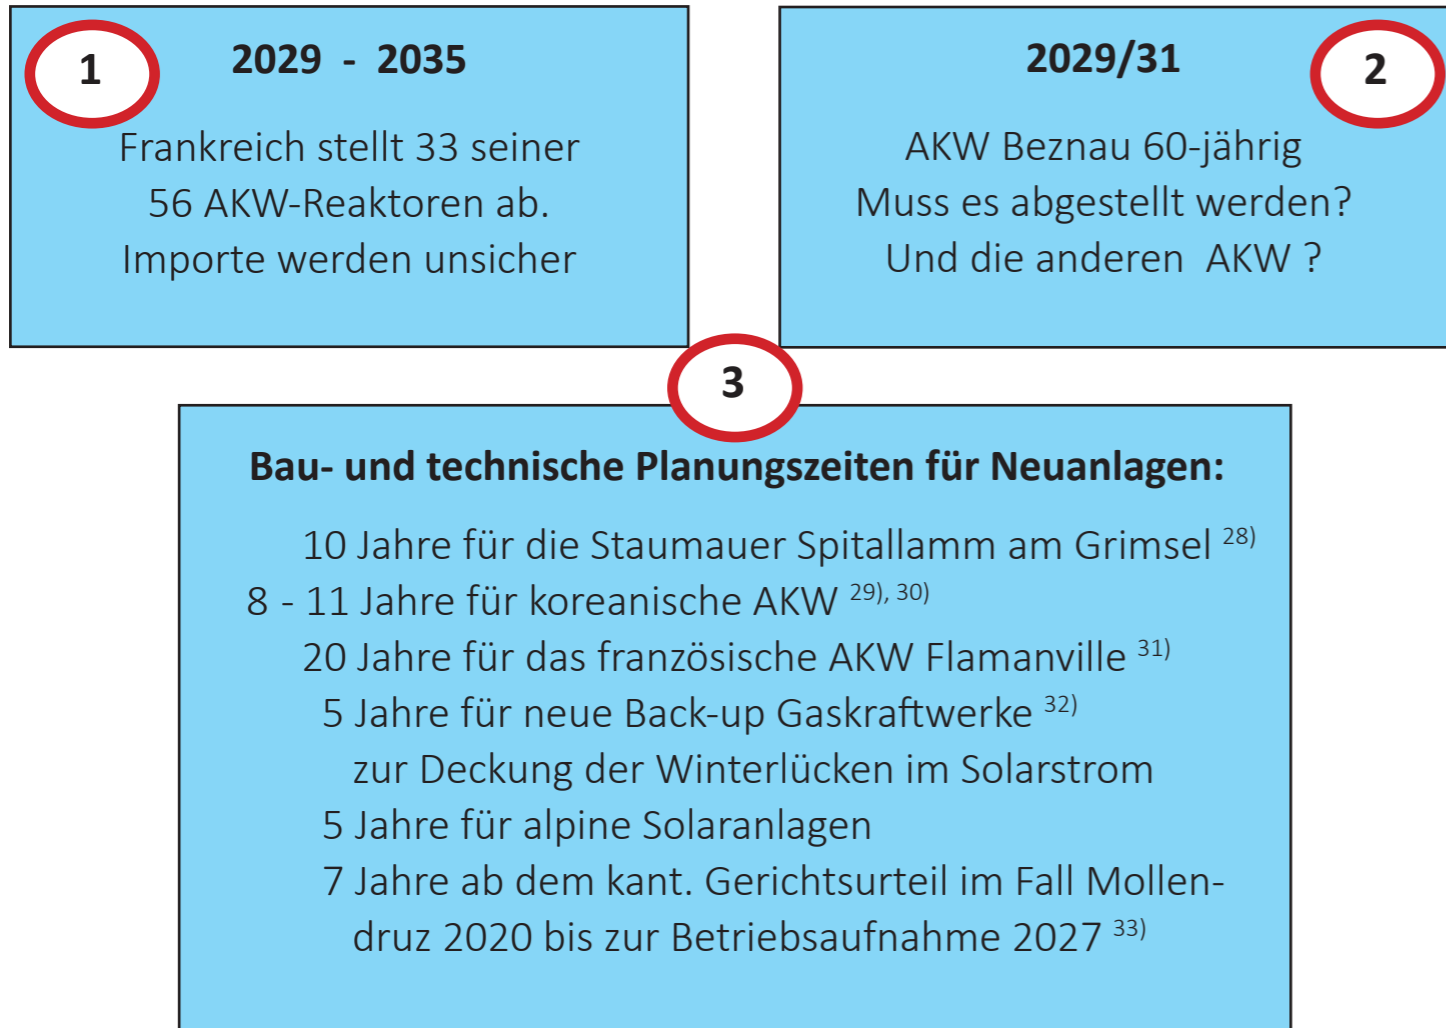 1
2029 - 2035
Frankreich stellt 33 seiner
56 AKW-Reaktoren ab.
Importe werden unsicher
2029/31
2
AKW Beznau 60-jährig
Muss es abgestellt werden?
Und die anderen AKW ?
3
Bau- und technische Planungszeiten für Neuanlagen:
10 Jahre für die Staumauer Spitallamm am Grimsel 28)
8 - 11 Jahre für koreanische AKW 29), 30)
20 Jahre für das französische AKW Flamanville 31)
5 Jahre für neue Back-up Gaskraftwerke 32)
zur Deckung der Winterlücken im Solarstrom
5 Jahre für alpine Solaranlagen
7 Jahre ab dem kant. Gerichtsurteil im Fall Mollen-
druz 2020 bis zur Betriebsaufnahme 2027 33)